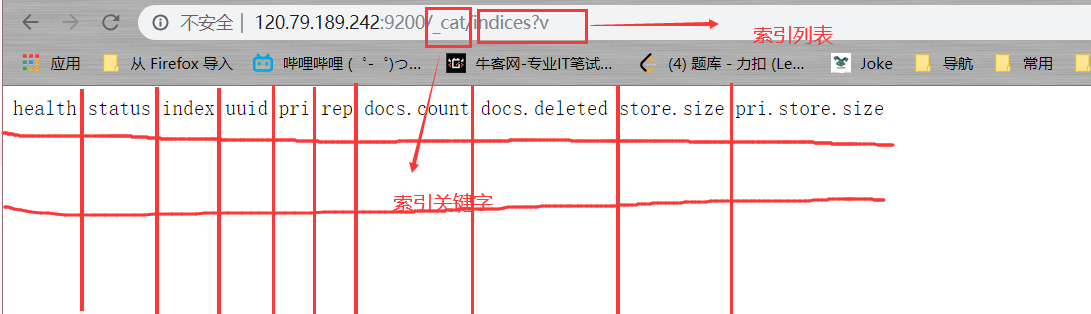 不安全 | 120.79.189.242:9200/_cat/indices?v
索引列表
应用 从 Firefox 导入 哔哩哔哩 ( ゜- ゜)つ... 牛客网-专业IT笔试... (4) 题库 - 力扣 (Le... Joke 导航 常用
health status index uuid pri rep docs.count docs.deleted store.size pri.store.size
索引关键字